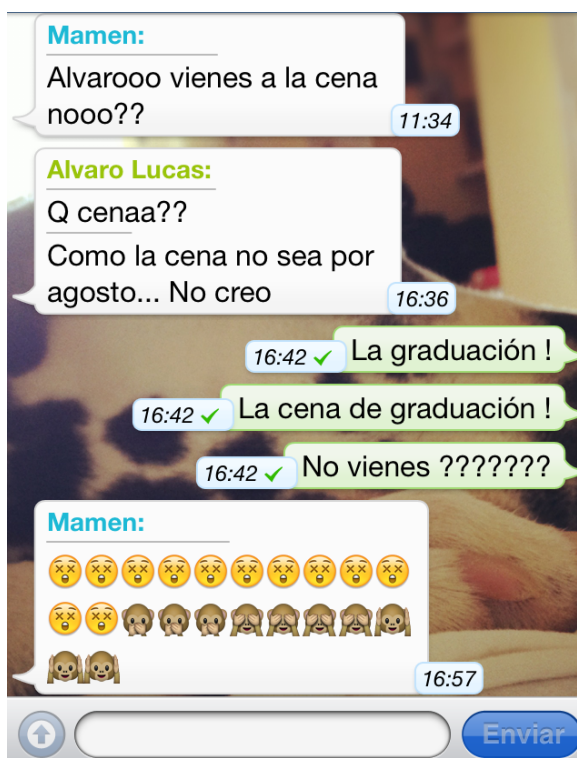 Mamen:
Alvarooo vienes a la cena
nooo??
11:34
Alvaro Lucas:
Q cenaa??
Como la cena no sea por
agosto... No creo
16:36
La graduación !
16:42
La cena de graduación !
16:42
No vienes ???????
16:42
Mamen:
16:57
Enviar